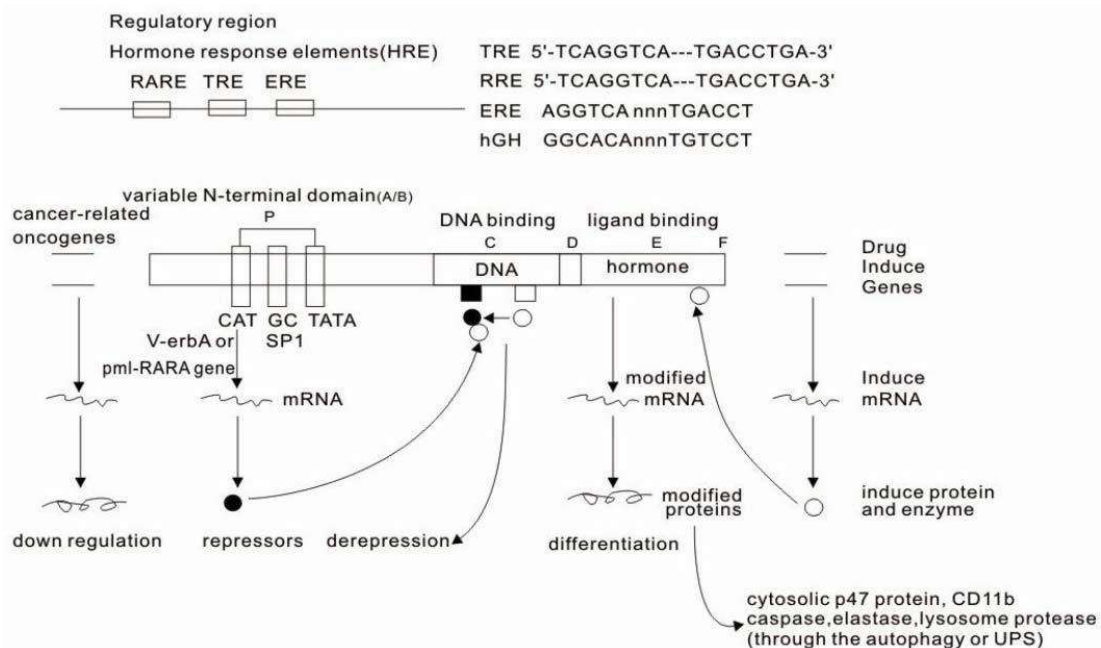 Regulatory region
Hormone response elements(HRE)
RARE TRE ERE
TRE 5'-TCAGGTCA---TGACCTGA-3'
RRE 5'-TCAGGTCA---TGACCTGA-3'
ERE AGGTCAnnnTGACCT
hGH GGCACAnnnTGTCCT
variable N-terminal domain(A/B)
P
cancer-related
oncogenes
DNA binding
C
D
ligand binding
E
F
DNA
hormone
Drug
Induce
Genes
CAT GC TATA
SP1
V-erbA or
pml-RARA gene
mRNA
modified
mRNA
Induce
mRNA
modified
proteins
induce protein
and enzyme
down regulation
repressors
derepression
differentiation
cytosolic p47 protein, CD11b
caspase,elastase,lysosome protease
(through the autophagy or UPS)